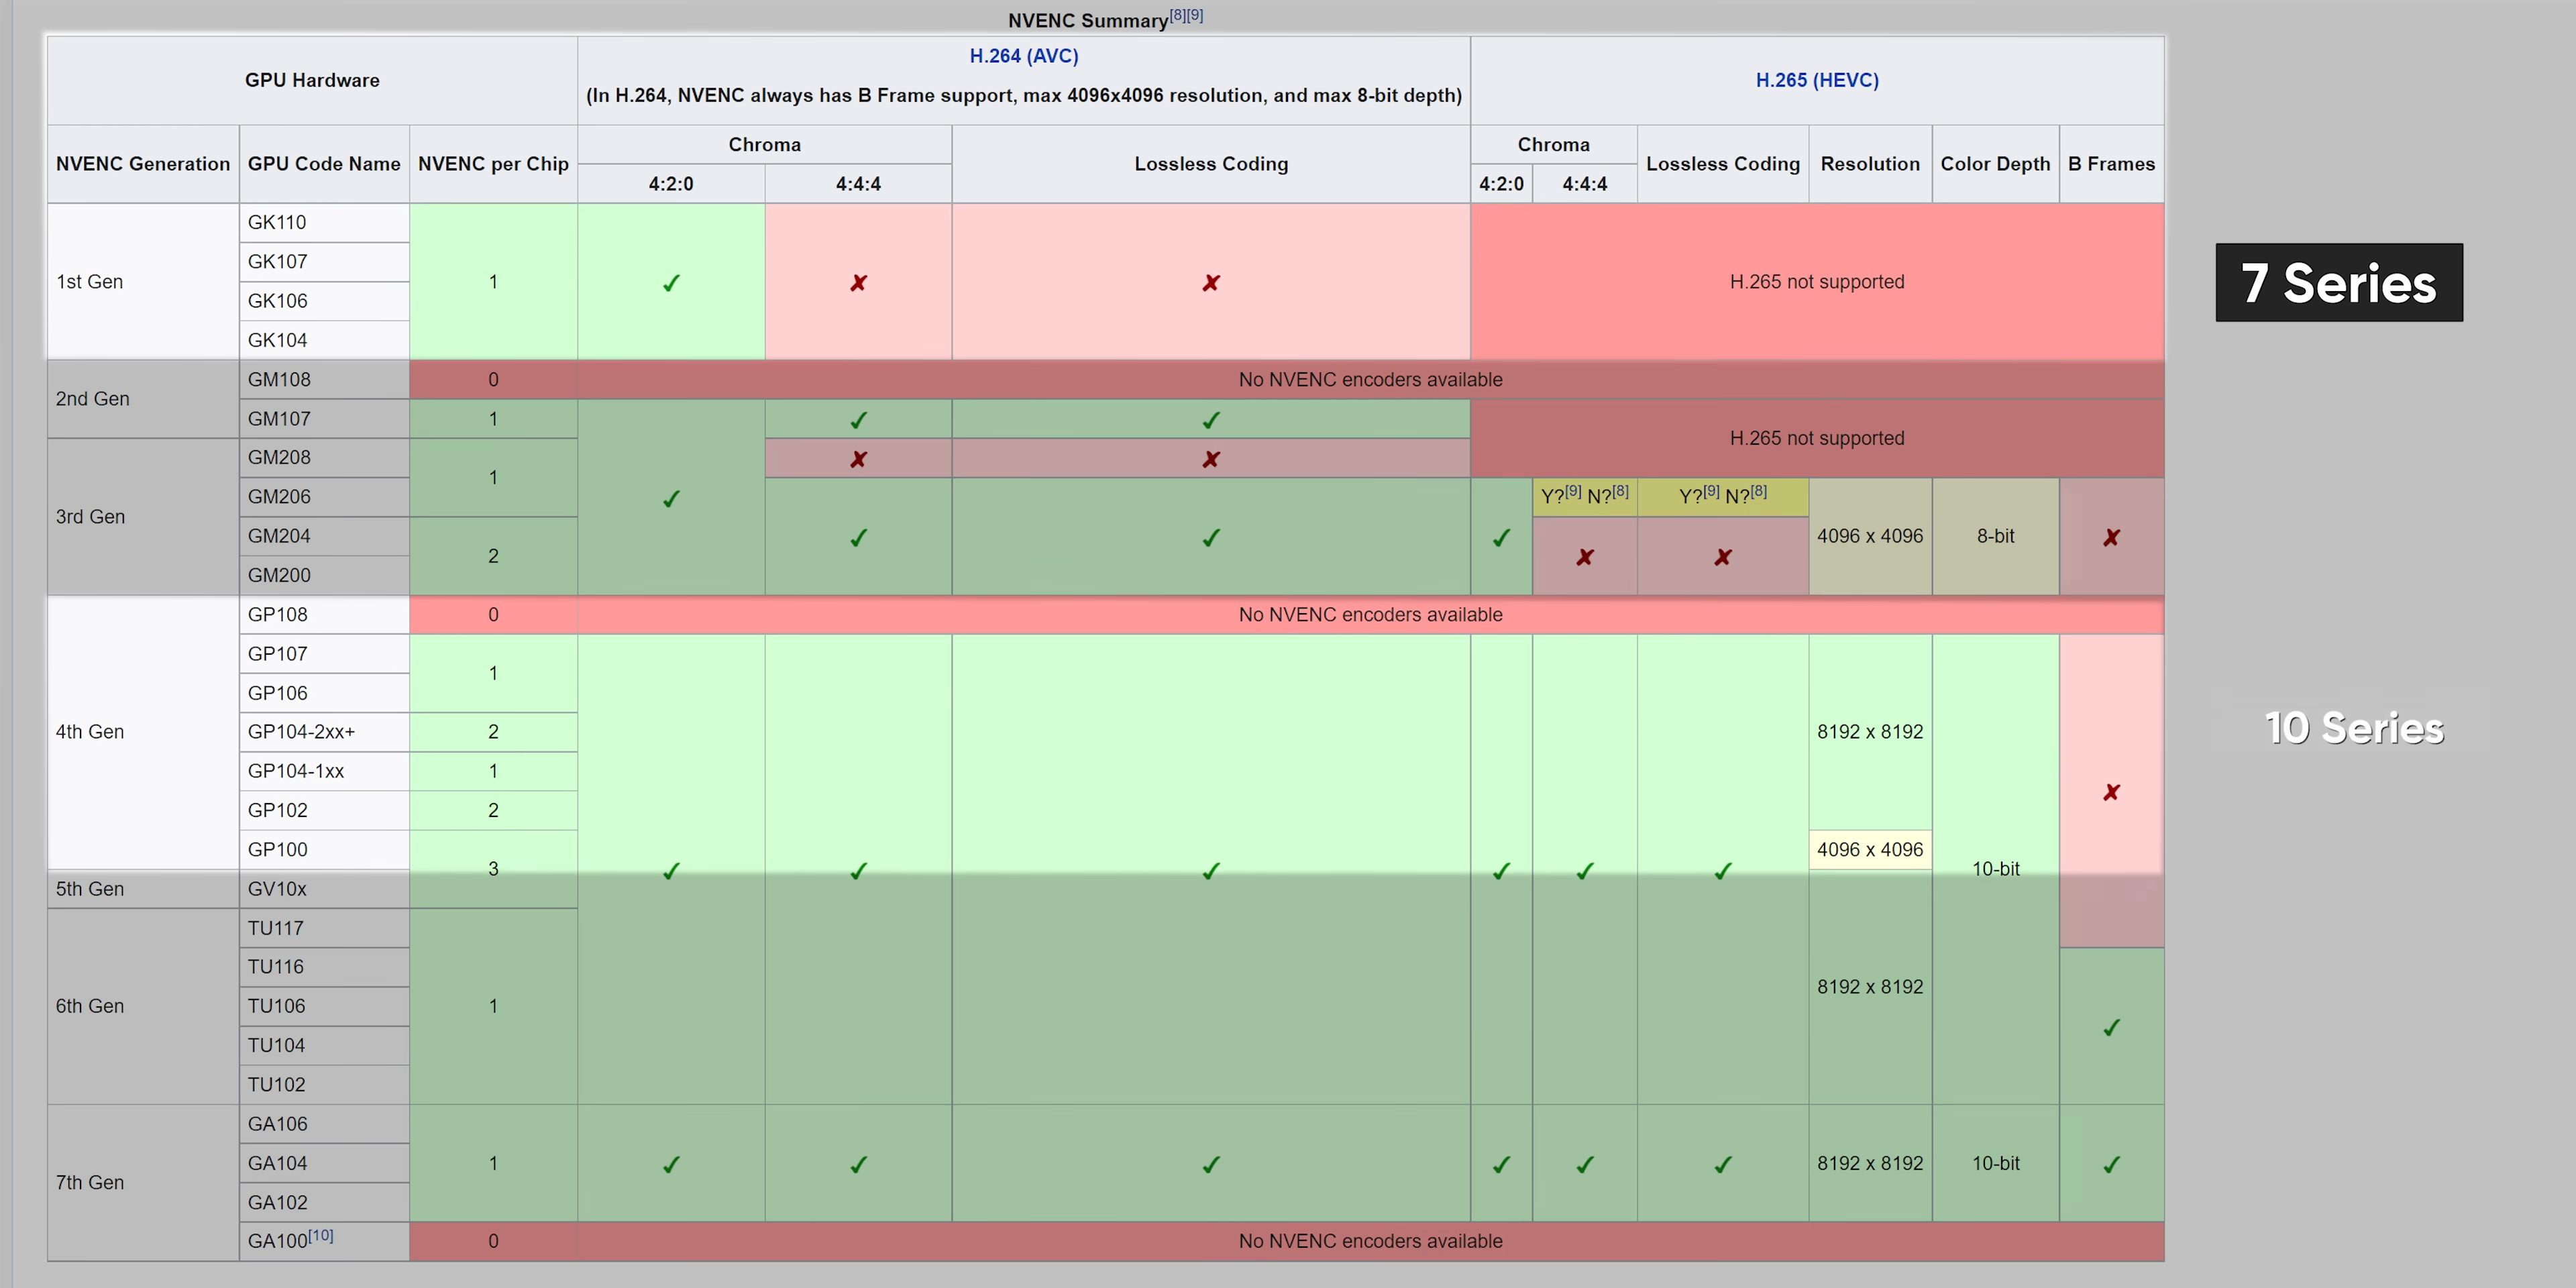 NVENC Summary[8][9]
GPU Hardware
H.264 (AVC)
(In H.264, NVENC always has B Frame support, max 4096x4096 resolution, and max 8-bit depth)
H.265 (HEVC)
NVENC Generation
GPU Code Name
NVENC per Chip
Chroma
4:2:0
4:4:4
Lossless Coding
Chroma
4:2:0
4:4:4
Lossless Coding
Resolution
Color Depth
B Frames
1st Gen
GK110
GK107
GK106
GK104
1
✓
✘
✘
H.265 not supported
7 Series
2nd Gen
GM108
0
No NVENC encoders available
GM107
1
✓
✓
✓
H.265 not supported
3rd Gen
GM208
1
✘
✘
GM206
✓
✓
✓
Y?[9] N?[8]
Y?[9] N?[8]
4096 x 4096
8-bit
✘
GM204
2
✘
✘
GM200
4th Gen
GP108
0
No NVENC encoders available
GP107
1
GP106
GP104-2xx+
2
8192 x 8192
10 Series
GP104-1xx
1
GP102
2
✘
GP100
3
4096 x 4096
✓
✓
✓
✓
✓
✓
10-bit
5th Gen
GV10x
6th Gen
TU117
TU116
TU106
TU104
TU102
1
8192 x 8192
✓
7th Gen
GA106
GA104
GA102
1
✓
✓
✓
✓
✓
✓
8192 x 8192
10-bit
✓
GA100[10]
0
No NVENC encoders available